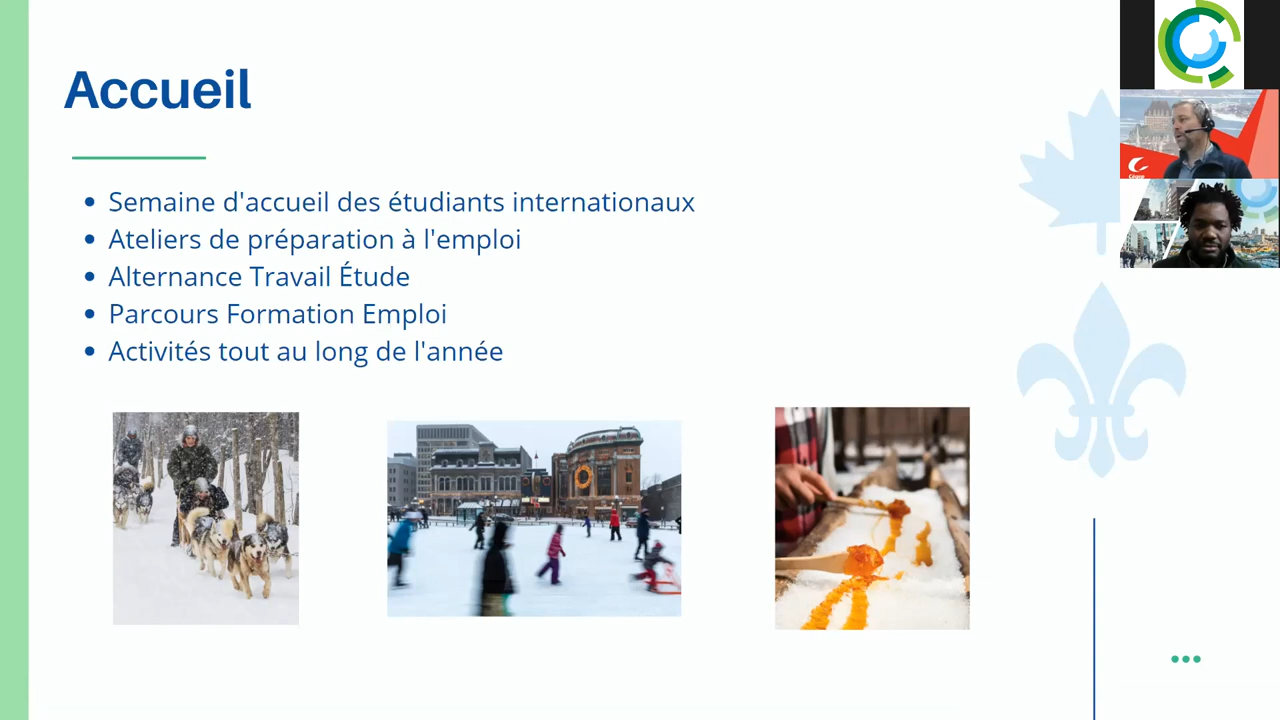 Accueil
Semaine d'accueil des étudiants internationaux
Ateliers de préparation à l'emploi
Alternance Travail Étude
Parcours Formation Emploi
Activités tout au long de l'année
Cégep